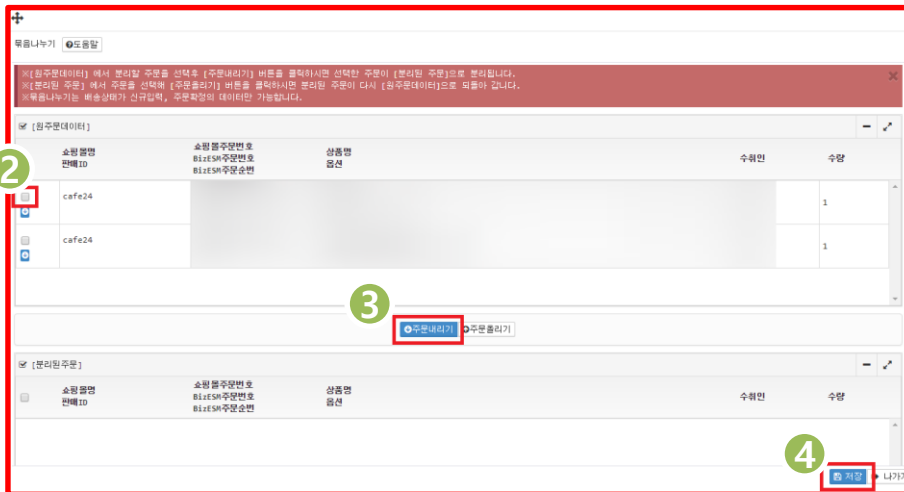 묶음나누기 도움말
※[원주문데이터] 에서 분리할 주문을 선택후 [주문내리기] 버튼을 클릭하시면 선택한 주문이 [분리된 주문]으로 분리됩니다.
※[분리된 주문] 에서 주문을 선택해 [주문올리기] 버튼을 클릭하시면 분리된 주문이 다시 [원주문데이터]으로 되돌아 갑니다.
※묶음나누기는 배송상태가 신규입력, 주문확정의 데이터만 가능합니다.
[원주문데이터]
쇼핑몰명
판매ID
쇼핑몰주문번호
BizESM주문번호
BizESM주문순번
상품명
옵션
수취인
수량
2
cafe24
1
cafe24
1
3
주문내리기 주문올리기
[분리된주문]
쇼핑몰명
판매ID
쇼핑몰주문번호
BizESM주문번호
BizESM주문순번
상품명
옵션
수취인
수량
4
저장 나가기